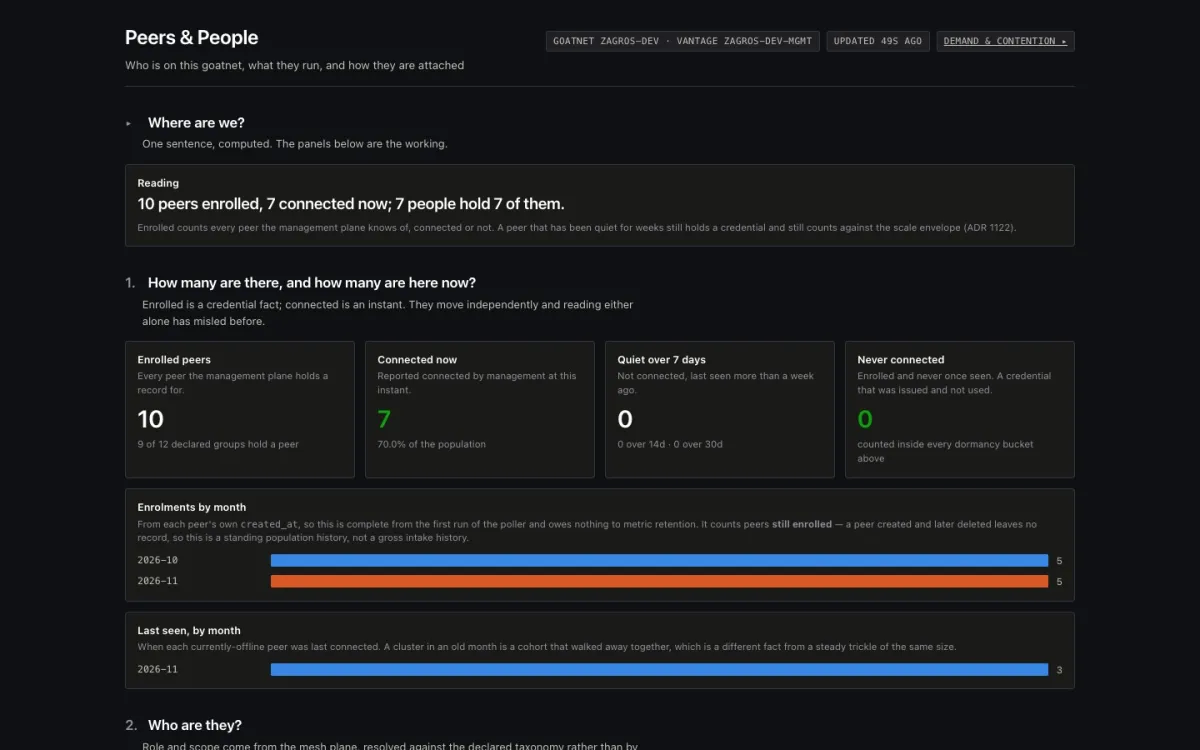 Peers & People
GOATNET ZAGROS-DEV · VANTAGE ZAGROS-DEV-MGMT
UPDATED 49S AGO
DEMAND & CONTENTION ▸
Who is on this goatnet, what they run, and how they are attached
▸ Where are we?
One sentence, computed. The panels below are the working.
Reading
10 peers enrolled, 7 connected now; 7 people hold 7 of them.
Enrolled counts every peer the management plane knows of, connected or not. A peer that has been quiet for weeks still holds a credential and still counts against the scale envelope (ADR 1122).
1. How many are there, and how many are here now?
Enrolled is a credential fact; connected is an instant. They move independently and reading either
alone has misled before.
Enrolled peers
Every peer the management plane holds a
record for.
10
9 of 12 declared groups hold a peer
Connected now
Reported connected by management at this
instant.
7
70.0% of the population
Quiet over 7 days
Not connected, last seen more than a week
ago.
0
0 over 14d · 0 over 30d
Never connected
Enrolled and never once seen. A credential
that was issued and not used.
0
counted inside every dormancy bucket
above
Enrolments by month
From each peer's own created_at, so this is complete from the first run of the poller and owes nothing to metric retention. It counts peers still enrolled — a peer created and later deleted leaves no
record, so this is a standing population history, not a gross intake history.
2026-10 5
2026-11 5
Last seen, by month
When each currently-offline peer was last connected. A cluster in an old month is a cohort that walked away together, which is a different fact from a steady trickle of the same size.
2026-11 3
2. Who are they?
Role and scope come from the mesh plane, resolved against the declared taxonomy rather than by